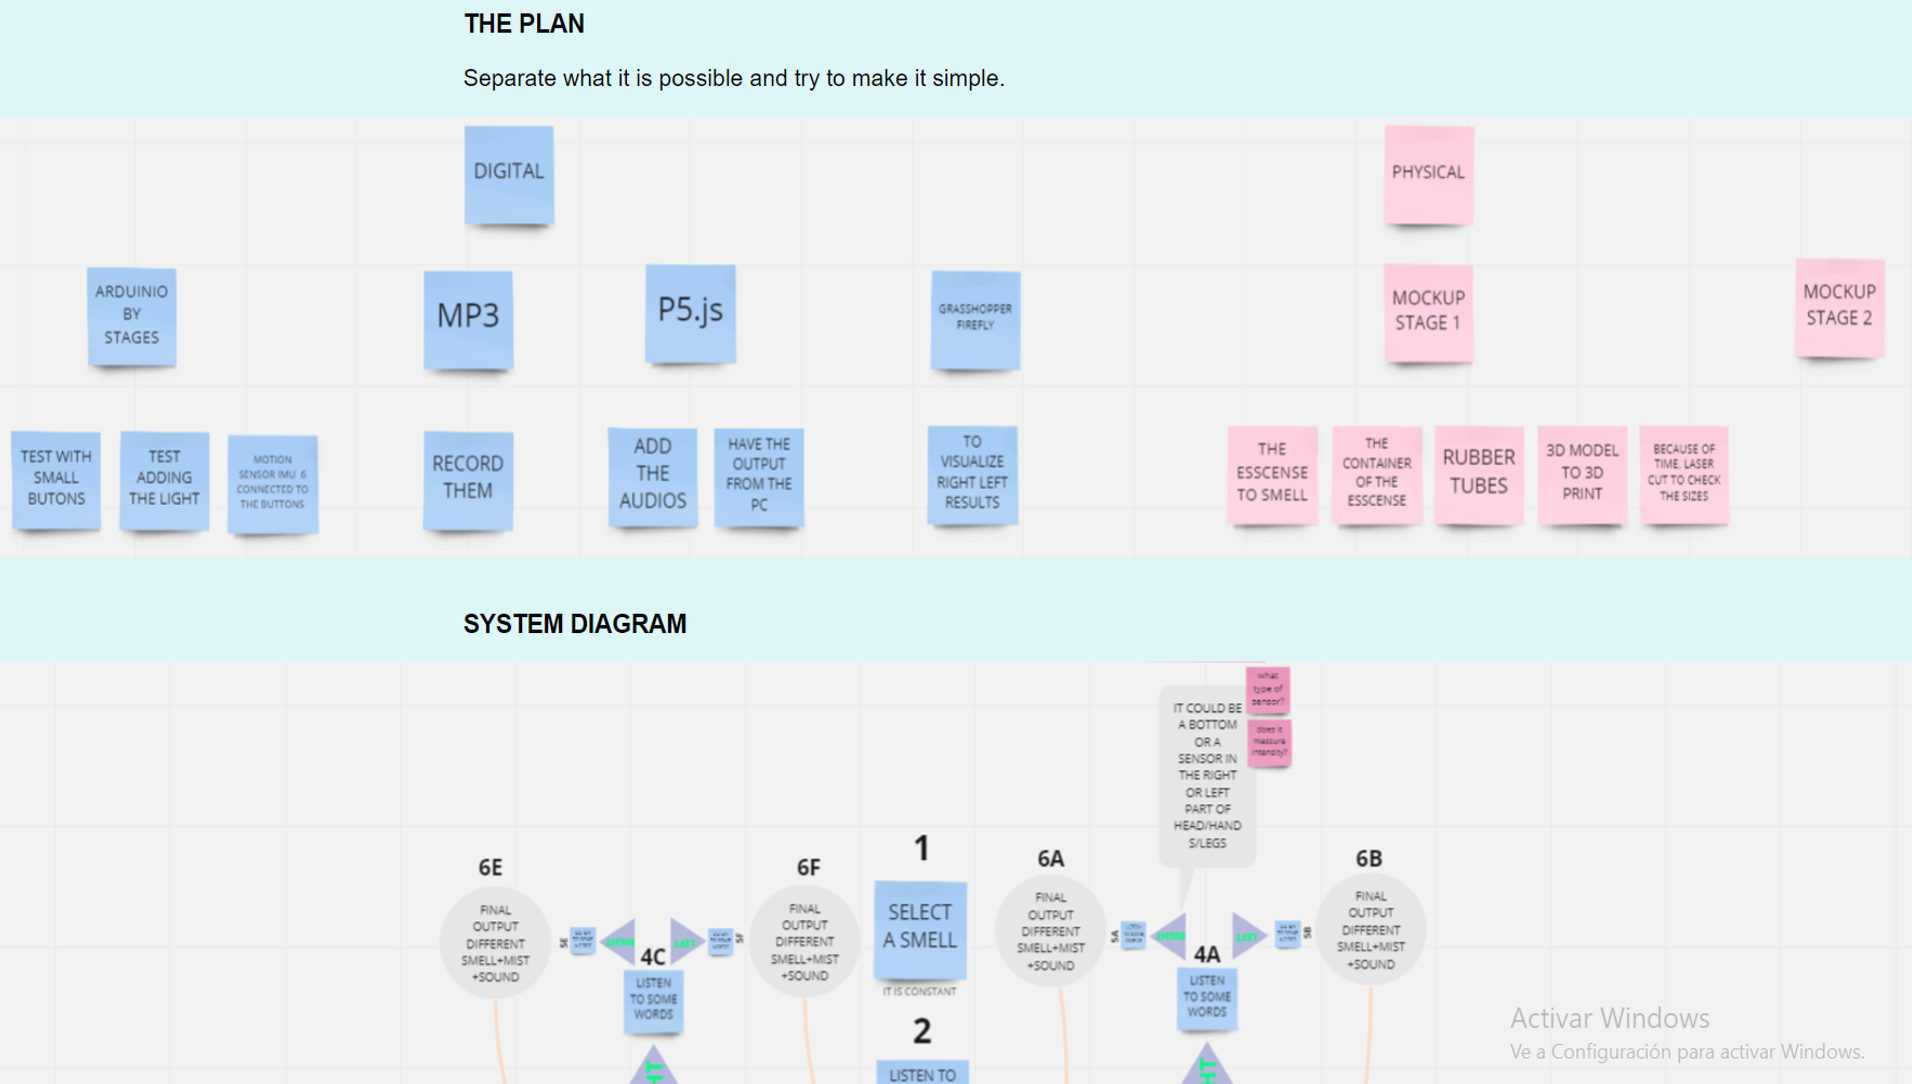 THE PLAN
Separate what it is possible and try to make it simple.
DIGITAL
PHYSICAL
ARDUINIO
BY
STAGES
MP3
P5.js
GRASSHOPPER
FIREFLY
MOCKUP
STAGE 1
MOCKUP
STAGE 2
TEST WITH
SMALL
BUTONS
TEST
ADDING
THE LIGHT
MOTION
SENSOR IMU 6
CONNECTED TO
THE BUTTONS
RECORD
THEM
ADD
THE
AUDIOS
HAVE THE
OUTPUT
FROM THE
PC
TO
VISUALIZE
RIGHT LEFT
RESULTS
THE
ESSCENSE
TO SMELL
THE
CONTAINER
OF THE
ESSCENSE
RUBBER
TUBES
3D MODEL
TO 3D
PRINT
BECAUSE OF
TIME, LASER
CUT TO CHECK
THE SIZES
SYSTEM DIAGRAM
what
type of
sensor?
does it
measure
intensity?
IT COULD BE
A BOTTOM
OR A
SENSOR IN
THE RIGHT
OR LEFT
PART OF
HEAD/HAND
S/LEGS
6E
FINAL
OUTPUT
DIFFERENT
SMELL+MIST
+SOUND
5E
RIGHT
LEFT
5F
4C
LISTEN
TO SOME
WORDS
HT
6F
FINAL
OUTPUT
DIFFERENT
SMELL+MIST
+SOUND
1
SELECT
A SMELL
IT IS CONSTANT
2
LISTEN TO
6A
FINAL
OUTPUT
DIFFERENT
SMELL+MIST
+SOUND
5A
LISTEN
TO SOME
WORDS
RIGHT
LEFT
5B
4A
LISTEN
TO SOME
WORDS
HT
6B
FINAL
OUTPUT
DIFFERENT
SMELL+MIST
+SOUND
Activar Windows
Ve a Configuración para activar Windows.